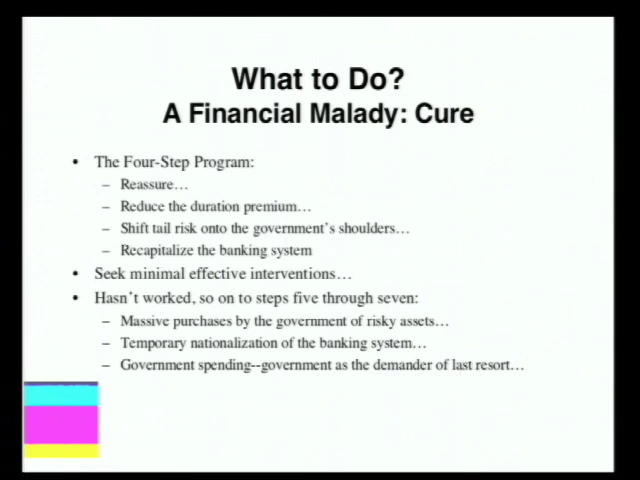 What to Do?
A Financial Malady: Cure
• The Four-Step Program:
– Reassure…
– Reduce the duration premium…
– Shift tail risk onto the government's shoulders…
– Recapitalize the banking system
• Seek minimal effective interventions…
• Hasn't worked, so on to steps five through seven:
– Massive purchases by the government of risky assets…
– Temporary nationalization of the banking system…
– Government spending--government as the demander of last resort…